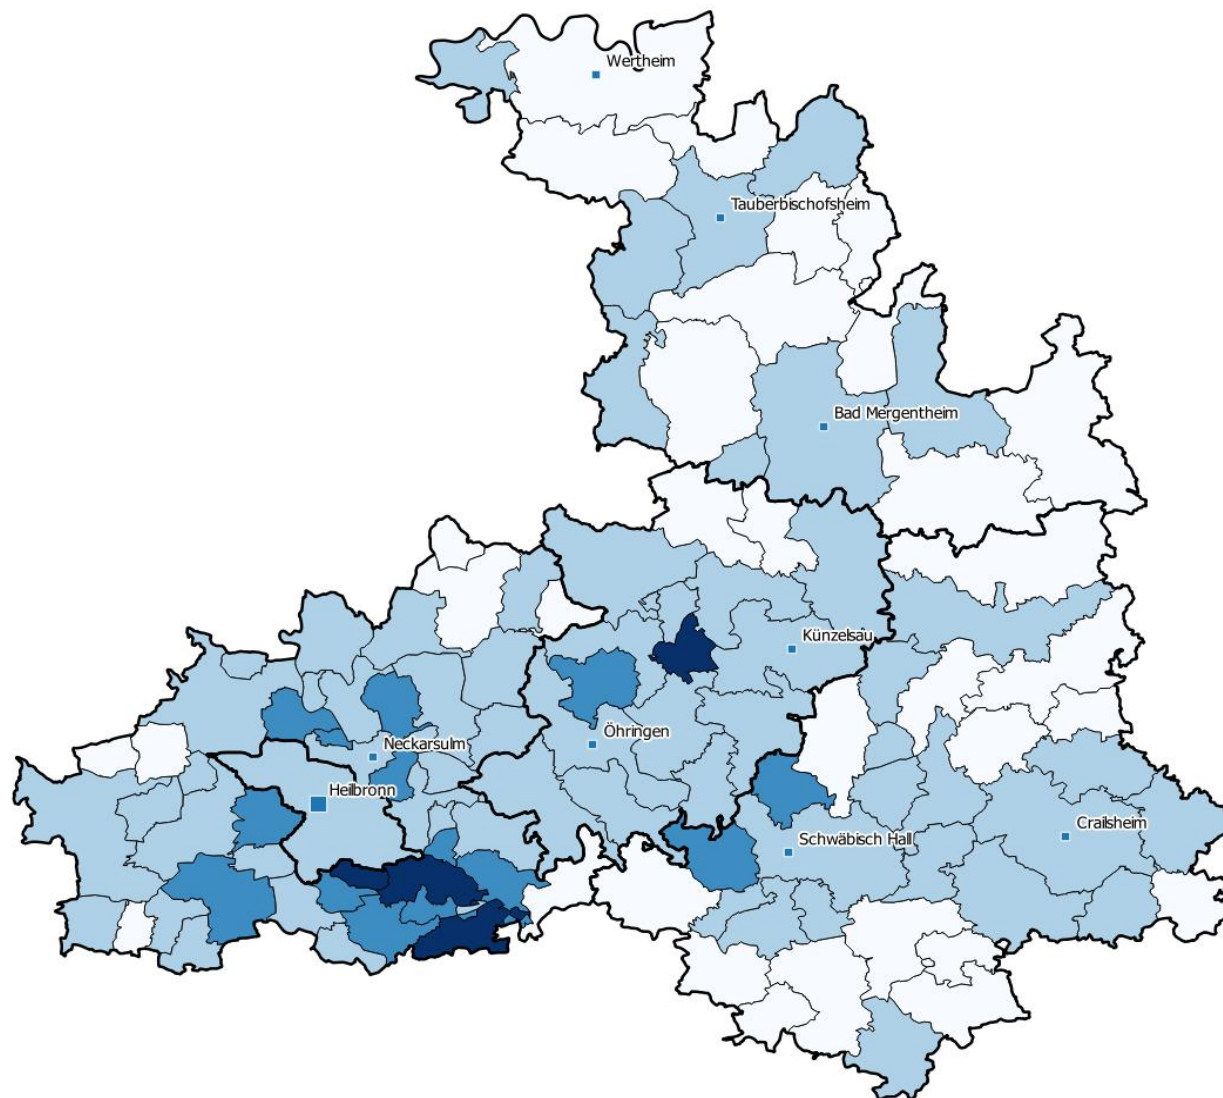 Wertheim
Tauberbischofsheim
Bad Mergentheim
Künzelsau
Öhringen
Neckarsulm
Heilbronn
Crailsheim
Schwäbisch Hall